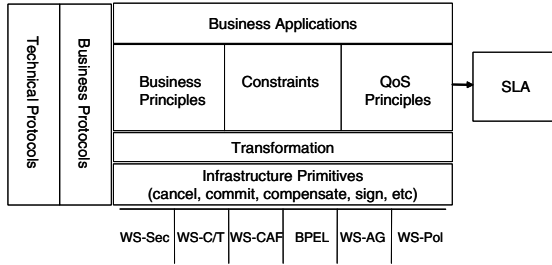 Technical Protocols
Business Protocols
Business Applications
Business
Principles
Constraints
QoS
Principles
SLA
Transformation
Infrastructure Primitives
(cancel, commit, compensate, sign, etc)
WS-Sec WS-C/T WS-CAF BPEL WS-AG WS-Pol